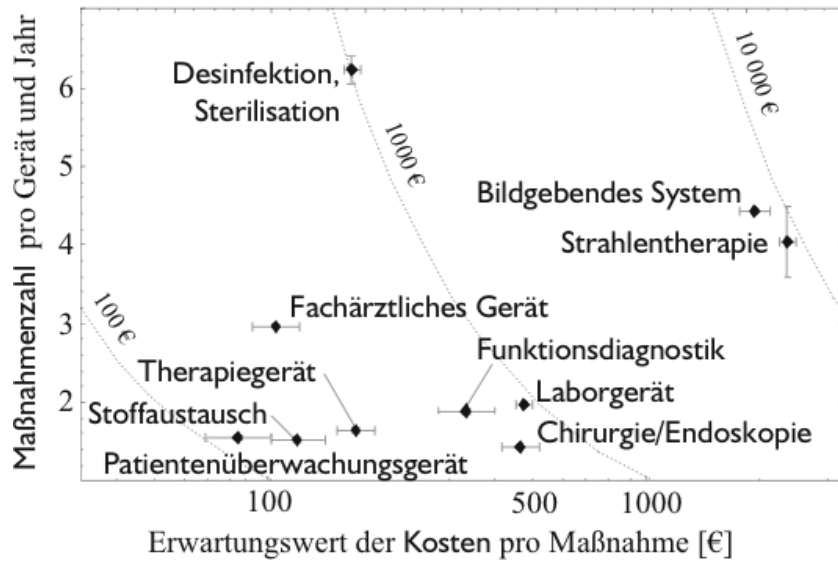 Maßnahmenzahl pro Gerät und Jahr
6
5
4
3
2
Desinfektion,
Sterilisation
1000 €
10 000 €
Bildgebendes System
Strahlentherapie
100 €
Fachärztliches Gerät
Funktionsdiagnostik
Therapiegerät
Laborgerät
Stoffaustausch
Chirurgie/Endoskopie
Patientenüberwachungsgerät
100
500
1000
Erwartungswert der Kosten pro Maßnahme [€]